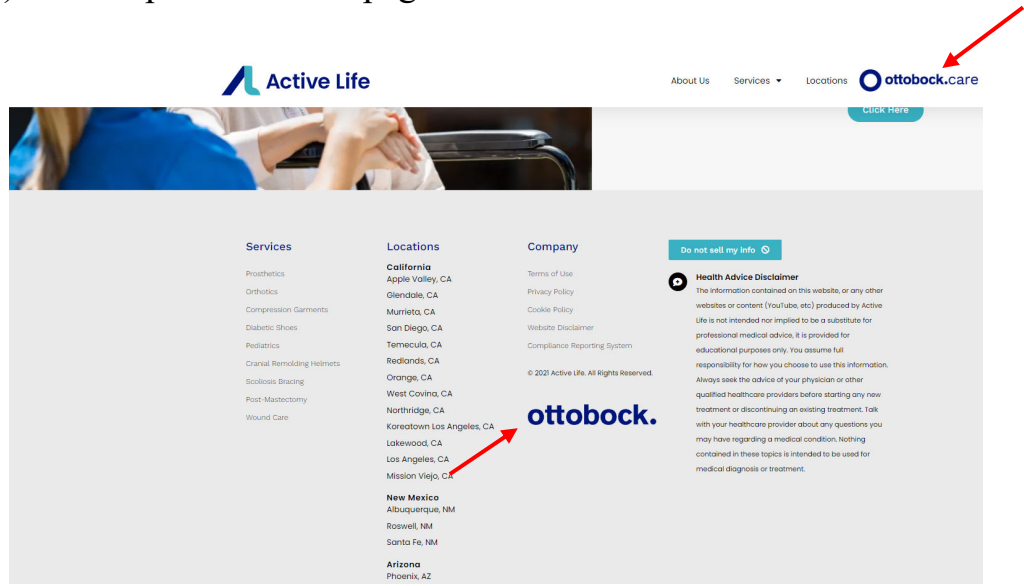 Active Life
About Us Services Locations ottobock.care
Click Here
Services
Prosthetics
Orthotics
Compression Garments
Diabetic Shoes
Pediatrics
Cranial Remolding Helmets
Scoliosis Bracing
Post-Mastectomy
Wound Care
Locations
California
Apple Valley, CA
Glendale, CA
Murrieta, CA
San Diego, CA
Temecula, CA
Redlands, CA
Orange, CA
West Covina, CA
Northridge, CA
Koreatown Los Angeles, CA
Lakewood, CA
Los Angeles, CA
Mission Viejo, CA
New Mexico
Albuquerque, NM
Roswell, NM
Santa Fe, NM
Arizona
Phoenix, AZ
Company
Terms of Use
Privacy Policy
Cookie Policy
Website Disclaimer
Compliance Reporting System
© 2021 Active Life. All Rights Reserved.
ottobock.
Do not sell my info
Health Advice Disclaimer
The information contained on this website, or any other
websites or content (YouTube, etc) produced by Active
Life is not intended nor implied to be a substitute for
professional medical advice, it is provided for
educational purposes only. You assume full
responsibility for how you choose to use this information.
Always seek the advice of your physician or other
qualified healthcare providers before starting any new
treatment or discontinuing an existing treatment. Talk
with your healthcare provider about any questions you
may have regarding a medical condition. Nothing
contained in these topics is intended to be used for
medical diagnosis or treatment.